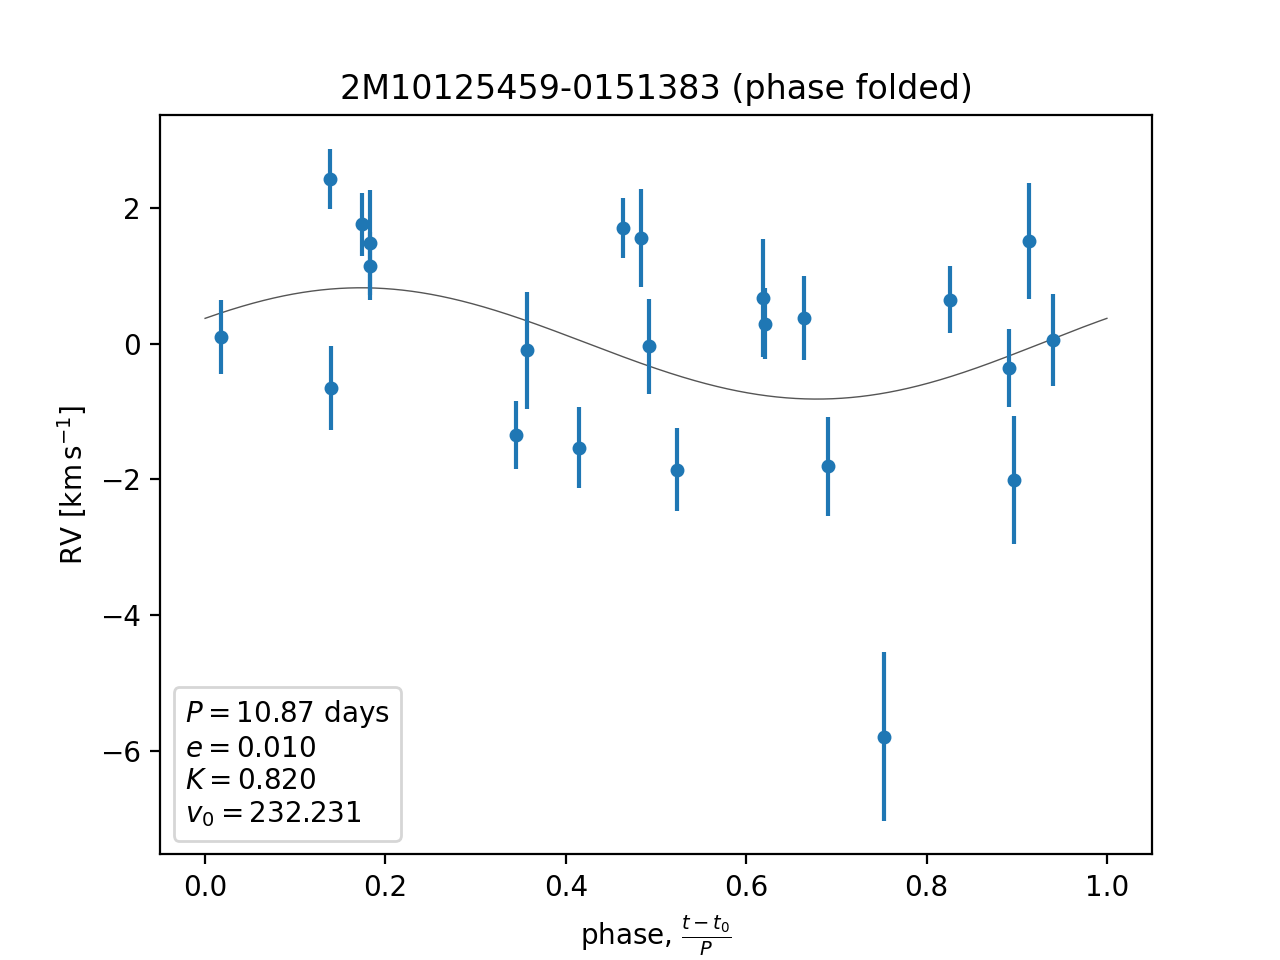 2M10125459-0151383 (phase folded)
2
0
−2
−4
−6
RV [km s⁻¹]
P = 10.87 days
e = 0.010
K = 0.820
v₀ = 232.231
0.0 0.2 0.4 0.6 0.8 1.0
phase, (t − t₀)/P